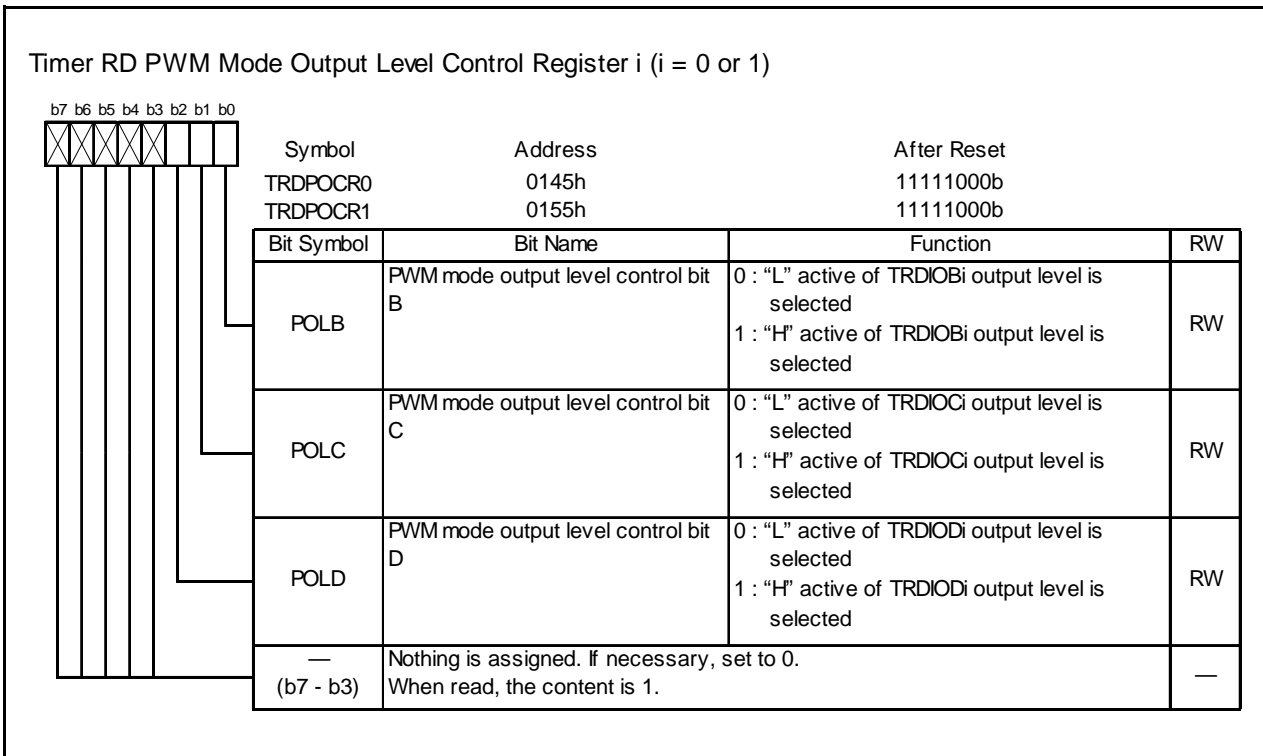 Timer RD PWM Mode Output Level Control Register i (i = 0 or 1)
b7 b6 b5 b4 b3 b2 b1 b0
Symbol Address After Reset
TRDPOCR0 0145h 11111000b
TRDPOCR1 0155h 11111000b
Bit Symbol Bit Name Function RW
POLB
PWM mode output level control bit
B
0 : “L” active of TRDIOBi output level is
selected
1 : “H” active of TRDIOBi output level is
selected
RW
POLC
PWM mode output level control bit
C
0 : “L” active of TRDIOCi output level is
selected
1 : “H” active of TRDIOCi output level is
selected
RW
POLD
PWM mode output level control bit
D
0 : “L” active of TRDIODi output level is
selected
1 : “H” active of TRDIODi output level is
selected
RW
—
(b7 - b3)
Nothing is assigned. If necessary, set to 0.
When read, the content is 1.
—